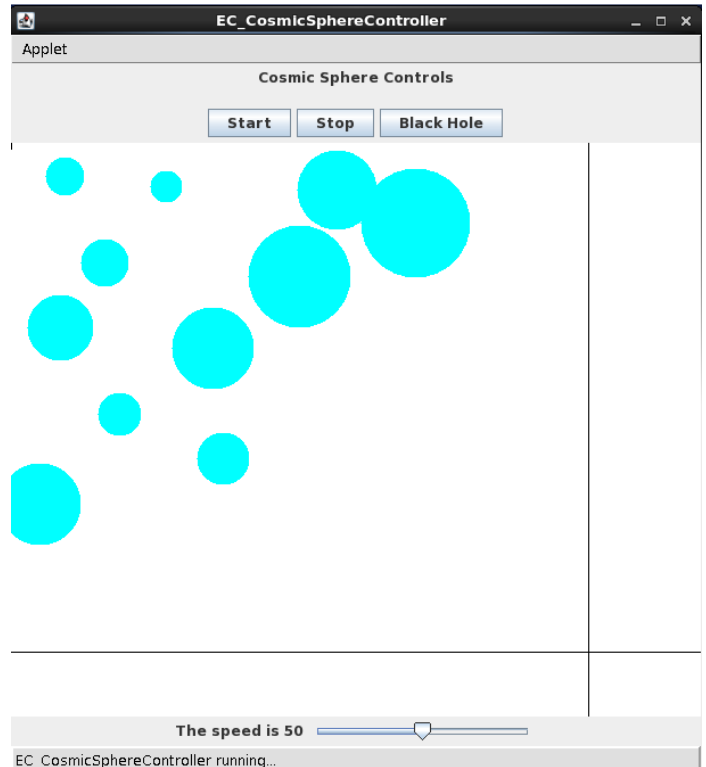 EC_CosmicSphereController
Applet
Cosmic Sphere Controls
Start Stop Black Hole
The speed is 50
EC_CosmicSphereController running...